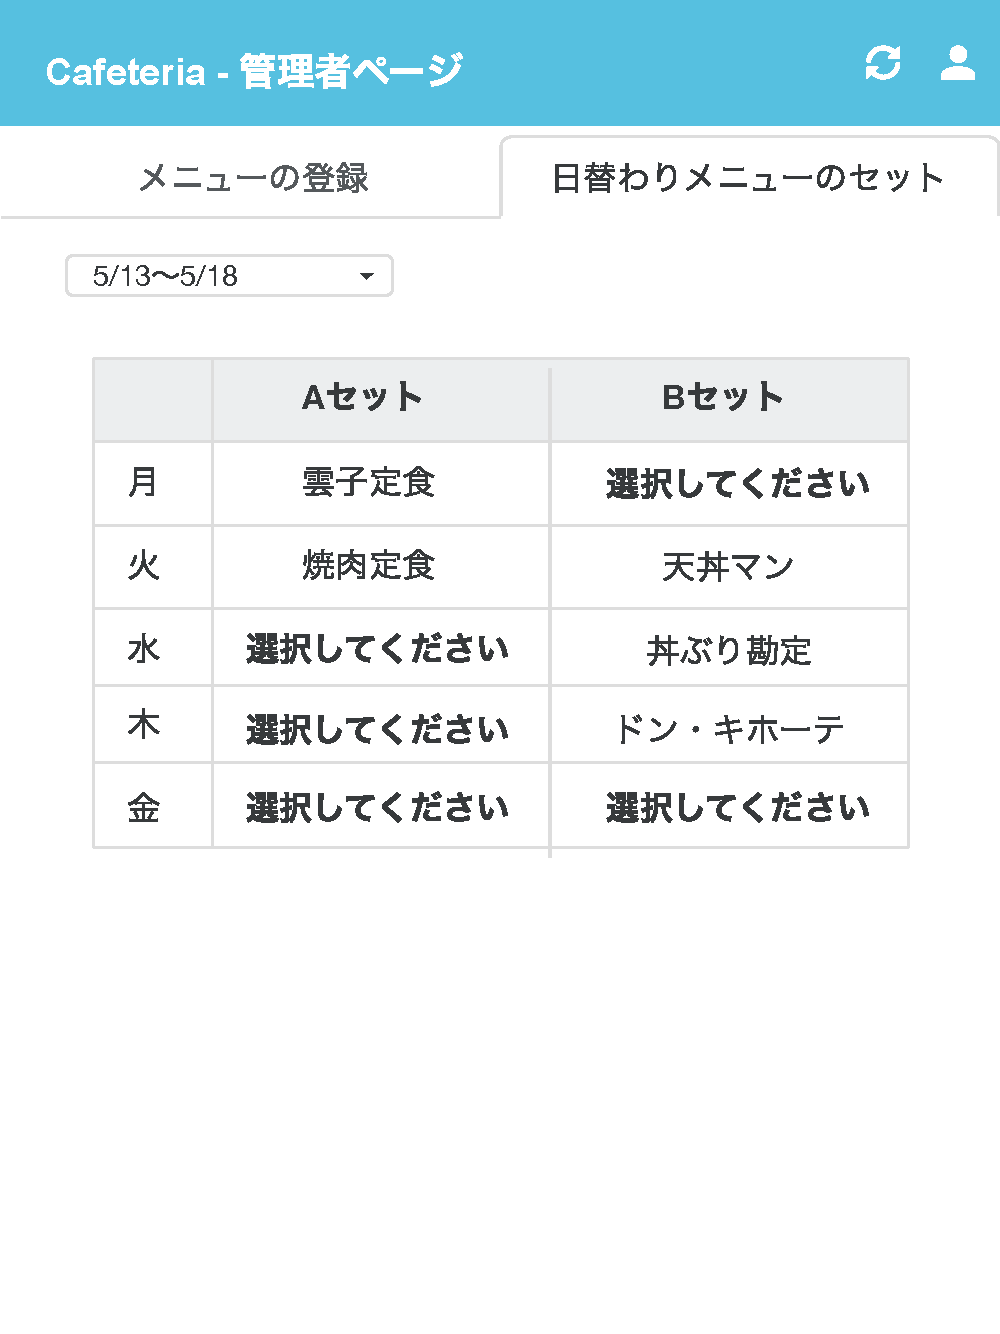 Cafeteria - 管理者ページ
メニューの登録 日替わりメニューのセット
5/13〜5/18
Aセット Bセット
月 雲子定食 選択してください
火 焼肉定食 天丼マン
水 選択してください 丼ぶり勘定
木 選択してください ドン・キホーテ
金 選択してください 選択してください